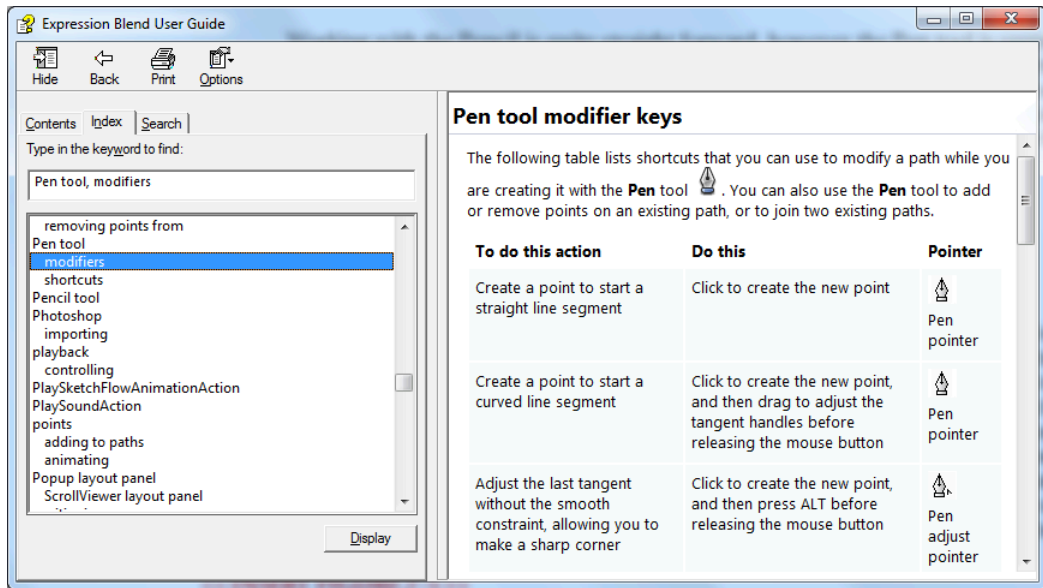 Expression Blend User Guide
Hide
Back
Print
Options
Contents
Index
Search
Type in the keyword to find:
Pen tool, modifiers
removing points from
Pen tool
modifiers
shortcuts
Pencil tool
Photoshop
importing
playback
controlling
PlaySketchFlowAnimationAction
PlaySoundAction
points
adding to paths
animating
Popup layout panel
ScrollViewer layout panel
Display
Pen tool modifier keys
The following table lists shortcuts that you can use to modify a path while you
are creating it with the Pen tool . You can also use the Pen tool to add
or remove points on an existing path, or to join two existing paths.
To do this action
Do this
Pointer
Create a point to start a
straight line segment
Click to create the new point
Pen
pointer
Create a point to start a
curved line segment
Click to create the new point,
and then drag to adjust the
tangent handles before
releasing the mouse button
Pen
pointer
Adjust the last tangent
without the smooth
constraint, allowing you to
make a sharp corner
Click to create the new point,
and then press ALT before
releasing the mouse button
Pen
adjust
pointer